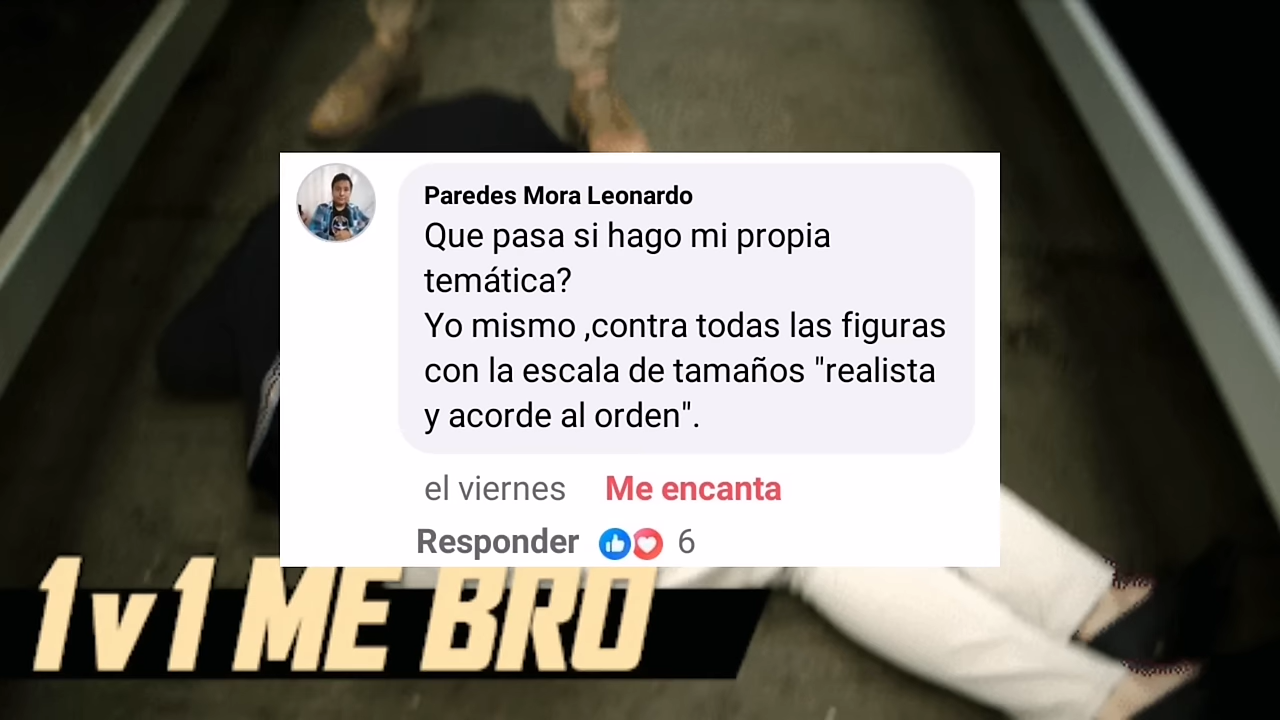 Paredes Mora Leonardo
Que pasa si hago mi propia
temática?
Yo mismo ,contra todas las figuras
con la escala de tamaños "realista
y acorde al orden".
el viernes Me encanta
Responder 6
1v1 ME BRO